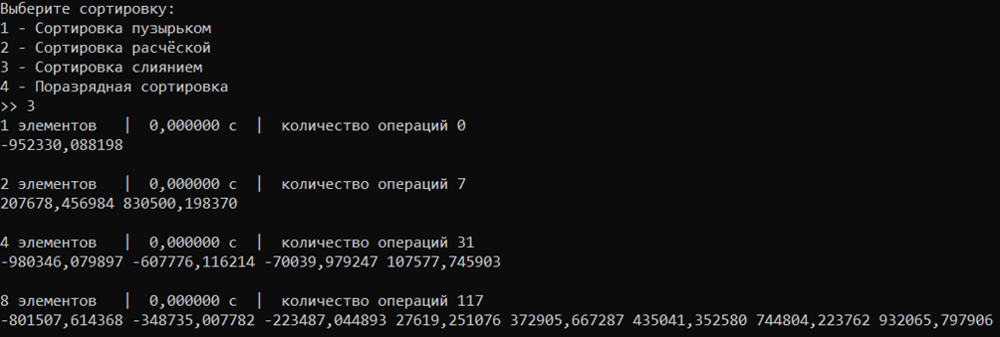 Выберите сортировку:
1 - Сортировка пузырьком
2 - Сортировка расчёской
3 - Сортировка слиянием
4 - Поразрядная сортировка
>> 3
1 элементов | 0,000000 с | количество операций 0
-952330,088198
2 элементов | 0,000000 с | количество операций 7
207678,456984 830500,198370
4 элементов | 0,000000 с | количество операций 31
-980346,079897 -607776,116214 -70039,979247 107577,745903
8 элементов | 0,000000 с | количество операций 117
-801507,614368 -348735,007782 -223487,044893 27619,251076 372905,667287 435041,352580 744804,223762 932065,797906